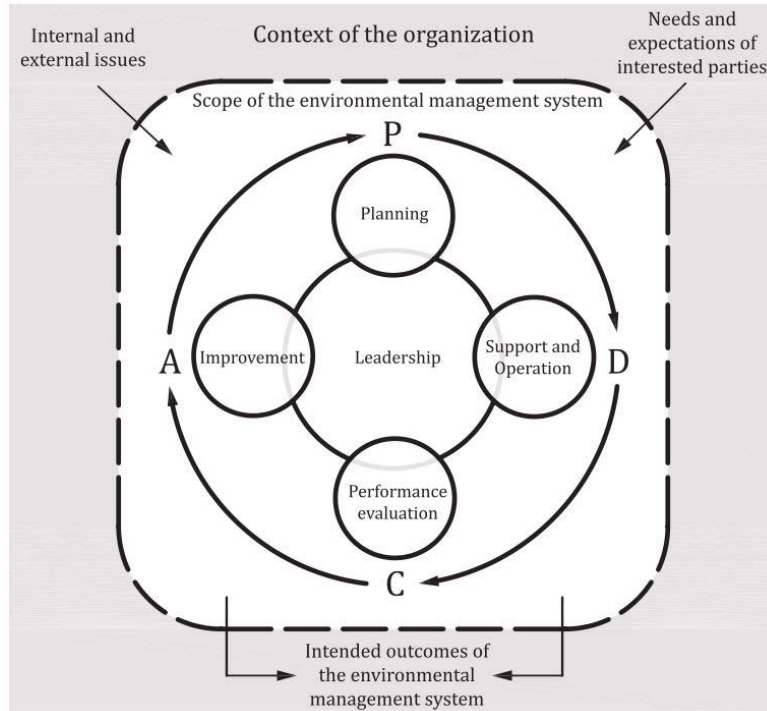 Internal and
external issues
Context of the organization
Needs and
expectations of
interested parties
Scope of the environmental management system
P
Planning
A
Improvement
Leadership
Support and
Operation
D
Performance
evaluation
C
Intended outcomes of
the environmental
management system